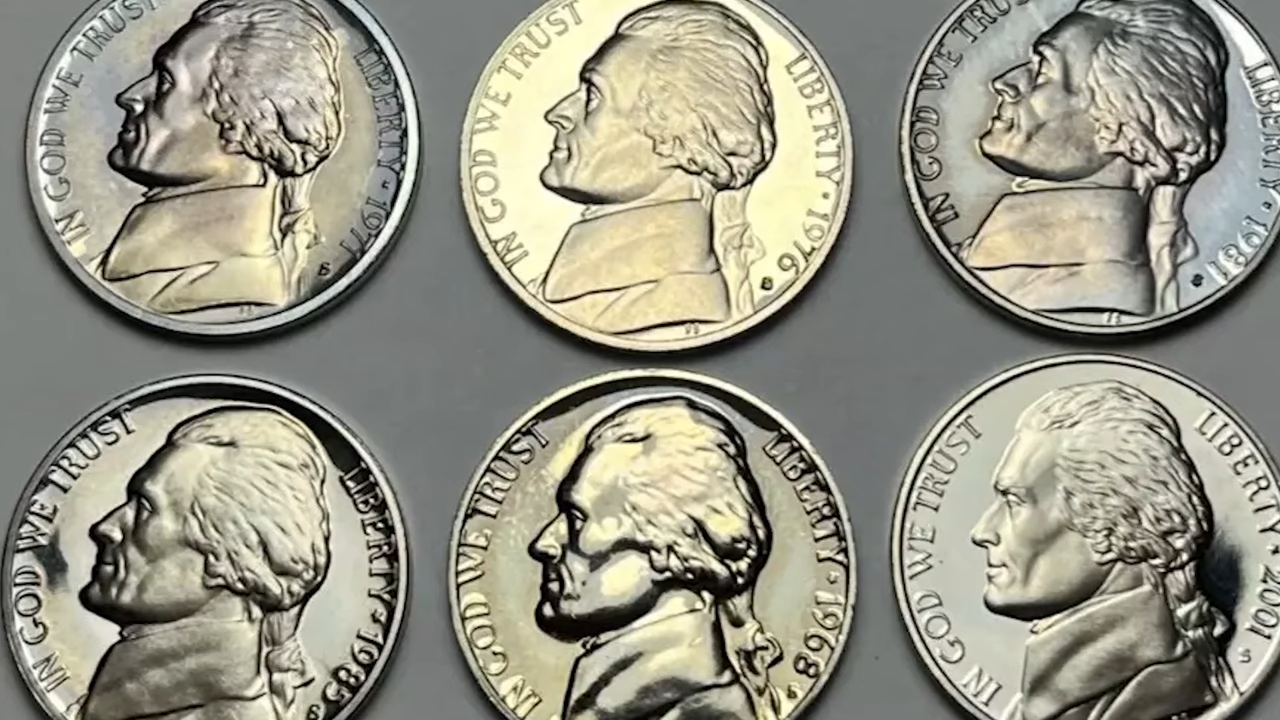 IN GOD WE TRUST LIBERTY · 1971 S
IN GOD WE TRUST LIBERTY · 1976 S
IN GOD WE TRUST LIBERTY · 1981 S
IN GOD WE TRUST LIBERTY · 1985 S
IN GOD WE TRUST LIBERTY · 1968 S
IN GOD WE TRUST LIBERTY · 2001 S